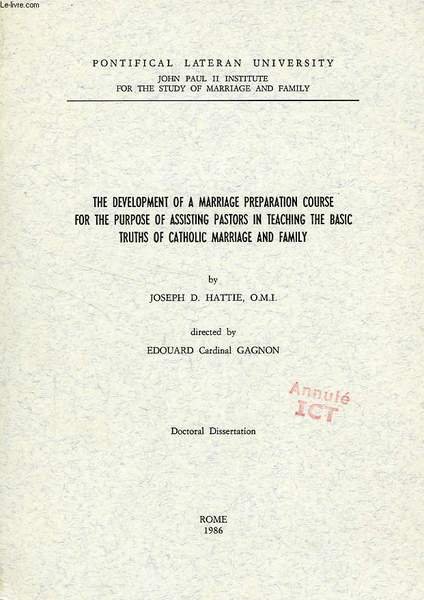 Le-livre.com
PONTIFICAL LATERAN UNIVERSITY
JOHN PAUL II INSTITUTE
FOR THE STUDY OF MARRIAGE AND FAMILY
THE DEVELOPMENT OF A MARRIAGE PREPARATION COURSE
FOR THE PURPOSE OF ASSISTING PASTORS IN TEACHING THE BASIC
TRUTHS OF CATHOLIC MARRIAGE AND FAMILY
by
JOSEPH D. HATTIE, O.M.I.
directed by
EDOUARD Cardinal GAGNON
Annulé
ICT
Doctoral Dissertation
ROME
1986